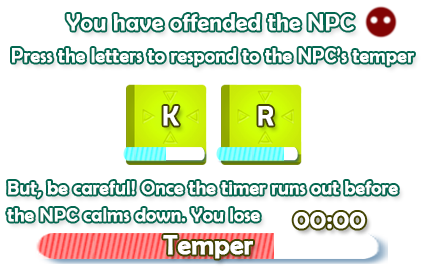 You have offended the NPC
Press the letters to respond to the NPC's temper
K R
But, be careful! Once the timer runs out before
the NPC calms down. You lose
00:00
Temper